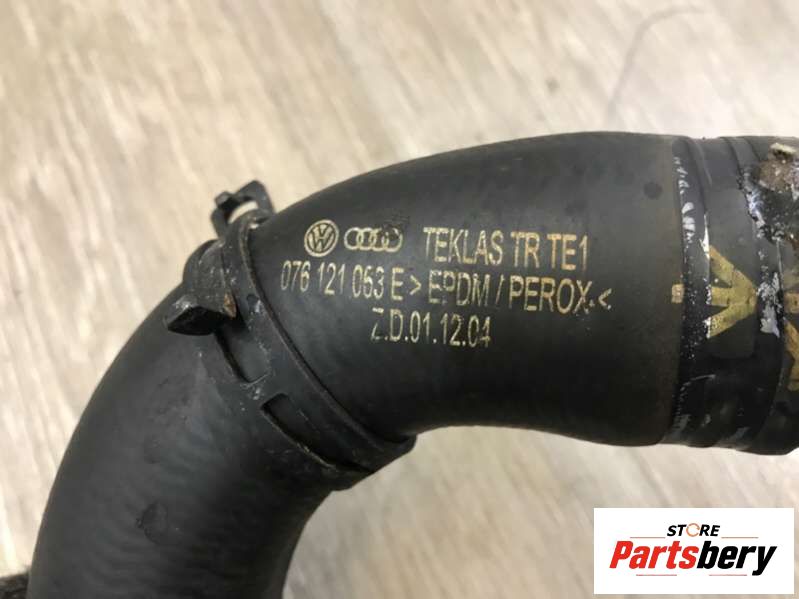 TEKLAS TR TE1
076 121 063 E > EPDM / PEROX.<
Z.D.01.12.04
STORE
Partsbery